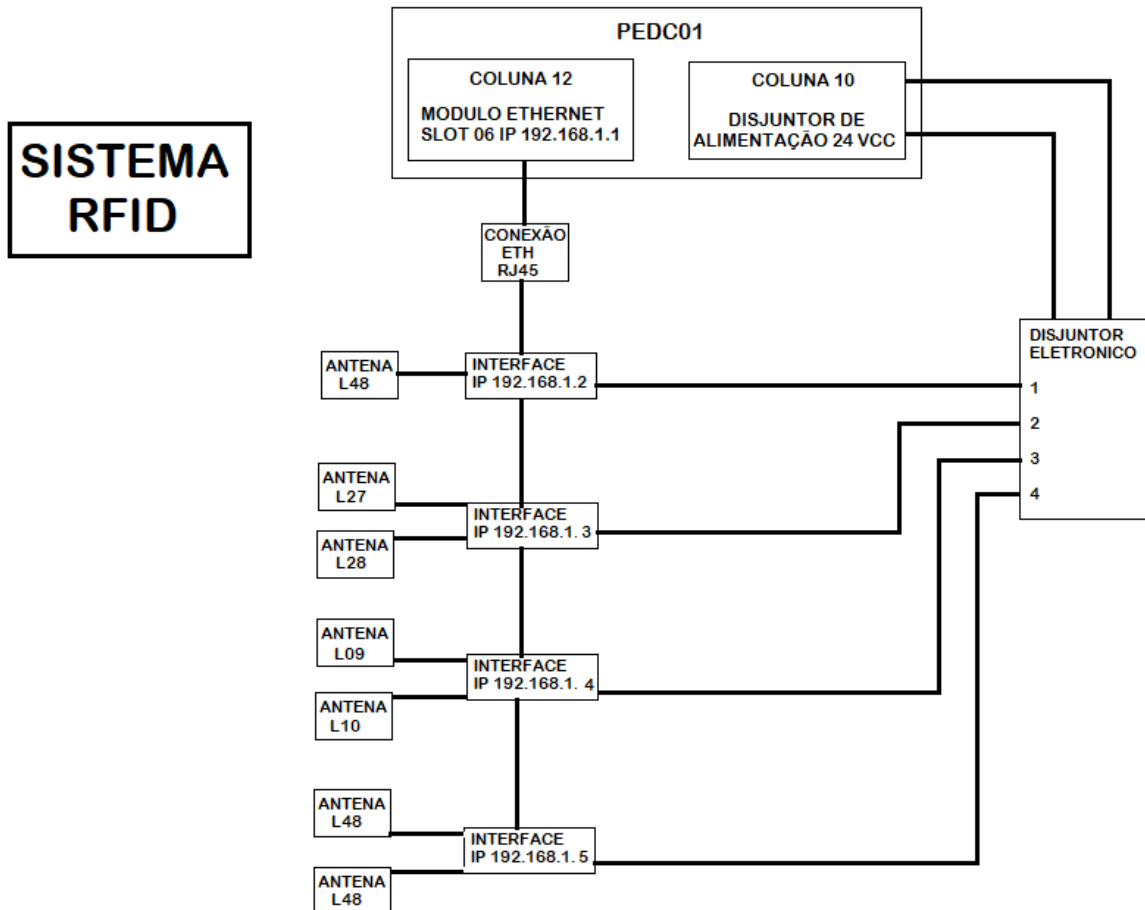 SISTEMA
RFID
PEDC01
COLUNA 12
MODULO ETHERNET
SLOT 06 IP 192.168.1.1
COLUNA 10
DISJUNTOR DE
ALIMENTAÇÃO 24 VCC
CONEXÃO
ETH
RJ45
DISJUNTOR
ELETRONICO
1
2
3
4
ANTENA
L48
INTERFACE
IP 192.168.1.2
ANTENA
L27
ANTENA
L28
INTERFACE
IP 192.168.1. 3
ANTENA
L09
ANTENA
L10
INTERFACE
IP 192.168.1. 4
ANTENA
L48
ANTENA
L48
INTERFACE
IP 192.168.1. 5